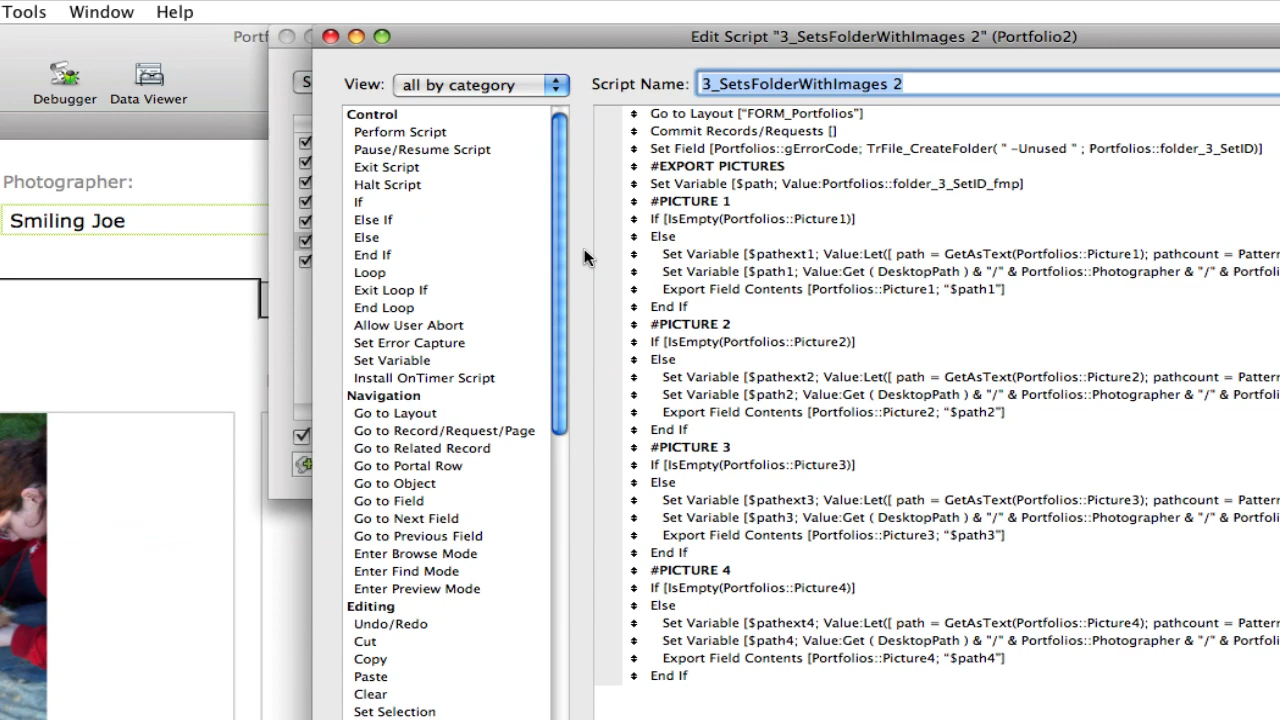 Tools Window Help
Portf
Edit Script "3_SetsFolderWithImages 2" (Portfolio2)
Debugger Data Viewer
S
View: all by category
Script Name: 3_SetsFolderWithImages 2
Photographer:
Smiling Joe
Control
Perform Script
Pause/Resume Script
Exit Script
Halt Script
If
Else If
Else
End If
Loop
Exit Loop If
End Loop
Allow User Abort
Set Error Capture
Set Variable
Install OnTimer Script
Navigation
Go to Layout
Go to Record/Request/Page
Go to Related Record
Go to Portal Row
Go to Object
Go to Field
Go to Next Field
Go to Previous Field
Enter Browse Mode
Enter Find Mode
Enter Preview Mode
Editing
Undo/Redo
Cut
Copy
Paste
Clear
Set Selection
Go to Layout ["FORM_Portfolios"]
Commit Records/Requests []
Set Field [Portfolios::gErrorCode; TrFile_CreateFolder( " -Unused " ; Portfolios::folder_3_SetID)]
#EXPORT PICTURES
Set Variable [$path; Value:Portfolios::folder_3_SetID_fmp]
#PICTURE 1
If [IsEmpty(Portfolios::Picture1)]
Else
Set Variable [$pathext1; Value:Let([ path = GetAsText(Portfolios::Picture1); pathcount = Pattern
Set Variable [$path1; Value:Get ( DesktopPath ) & "/" & Portfolios::Photographer & "/" & Portfoli
Export Field Contents [Portfolios::Picture1; "$path1"]
End If
#PICTURE 2
If [IsEmpty(Portfolios::Picture2)]
Else
Set Variable [$pathext2; Value:Let([ path = GetAsText(Portfolios::Picture2); pathcount = Pattern
Set Variable [$path2; Value:Get ( DesktopPath ) & "/" & Portfolios::Photographer & "/" & Portfoli
Export Field Contents [Portfolios::Picture2; "$path2"]
End If
#PICTURE 3
If [IsEmpty(Portfolios::Picture3)]
Else
Set Variable [$pathext3; Value:Let([ path = GetAsText(Portfolios::Picture3); pathcount = Pattern
Set Variable [$path3; Value:Get ( DesktopPath ) & "/" & Portfolios::Photographer & "/" & Portfoli
Export Field Contents [Portfolios::Picture3; "$path3"]
End If
#PICTURE 4
If [IsEmpty(Portfolios::Picture4)]
Else
Set Variable [$pathext4; Value:Let([ path = GetAsText(Portfolios::Picture4); pathcount = Pattern
Set Variable [$path4; Value:Get ( DesktopPath ) & "/" & Portfolios::Photographer & "/" & Portfoli
Export Field Contents [Portfolios::Picture4; "$path4"]
End If